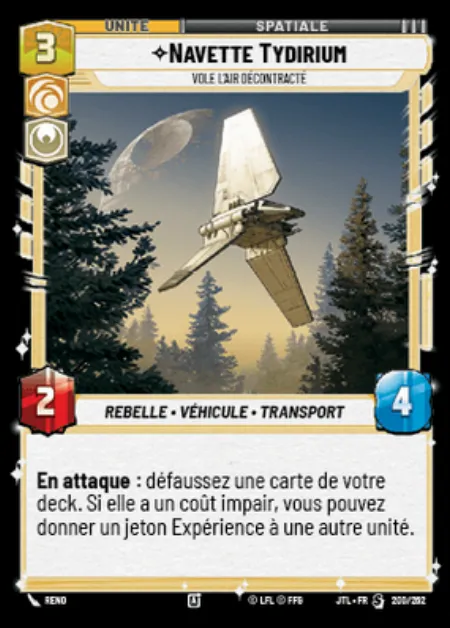 UNITÉ
SPATIALE
3
✧NAVETTE TYDIRIUM
VOLE L'AIR DÉCONTRACTÉ
2
REBELLE • VÉHICULE • TRANSPORT
4
En attaque : défaussez une carte de votre
deck. Si elle a un coût impair, vous pouvez
donner un jeton Expérience à une autre unité.
RENO
A
© LFL © FFG
JTL • FR
200/262